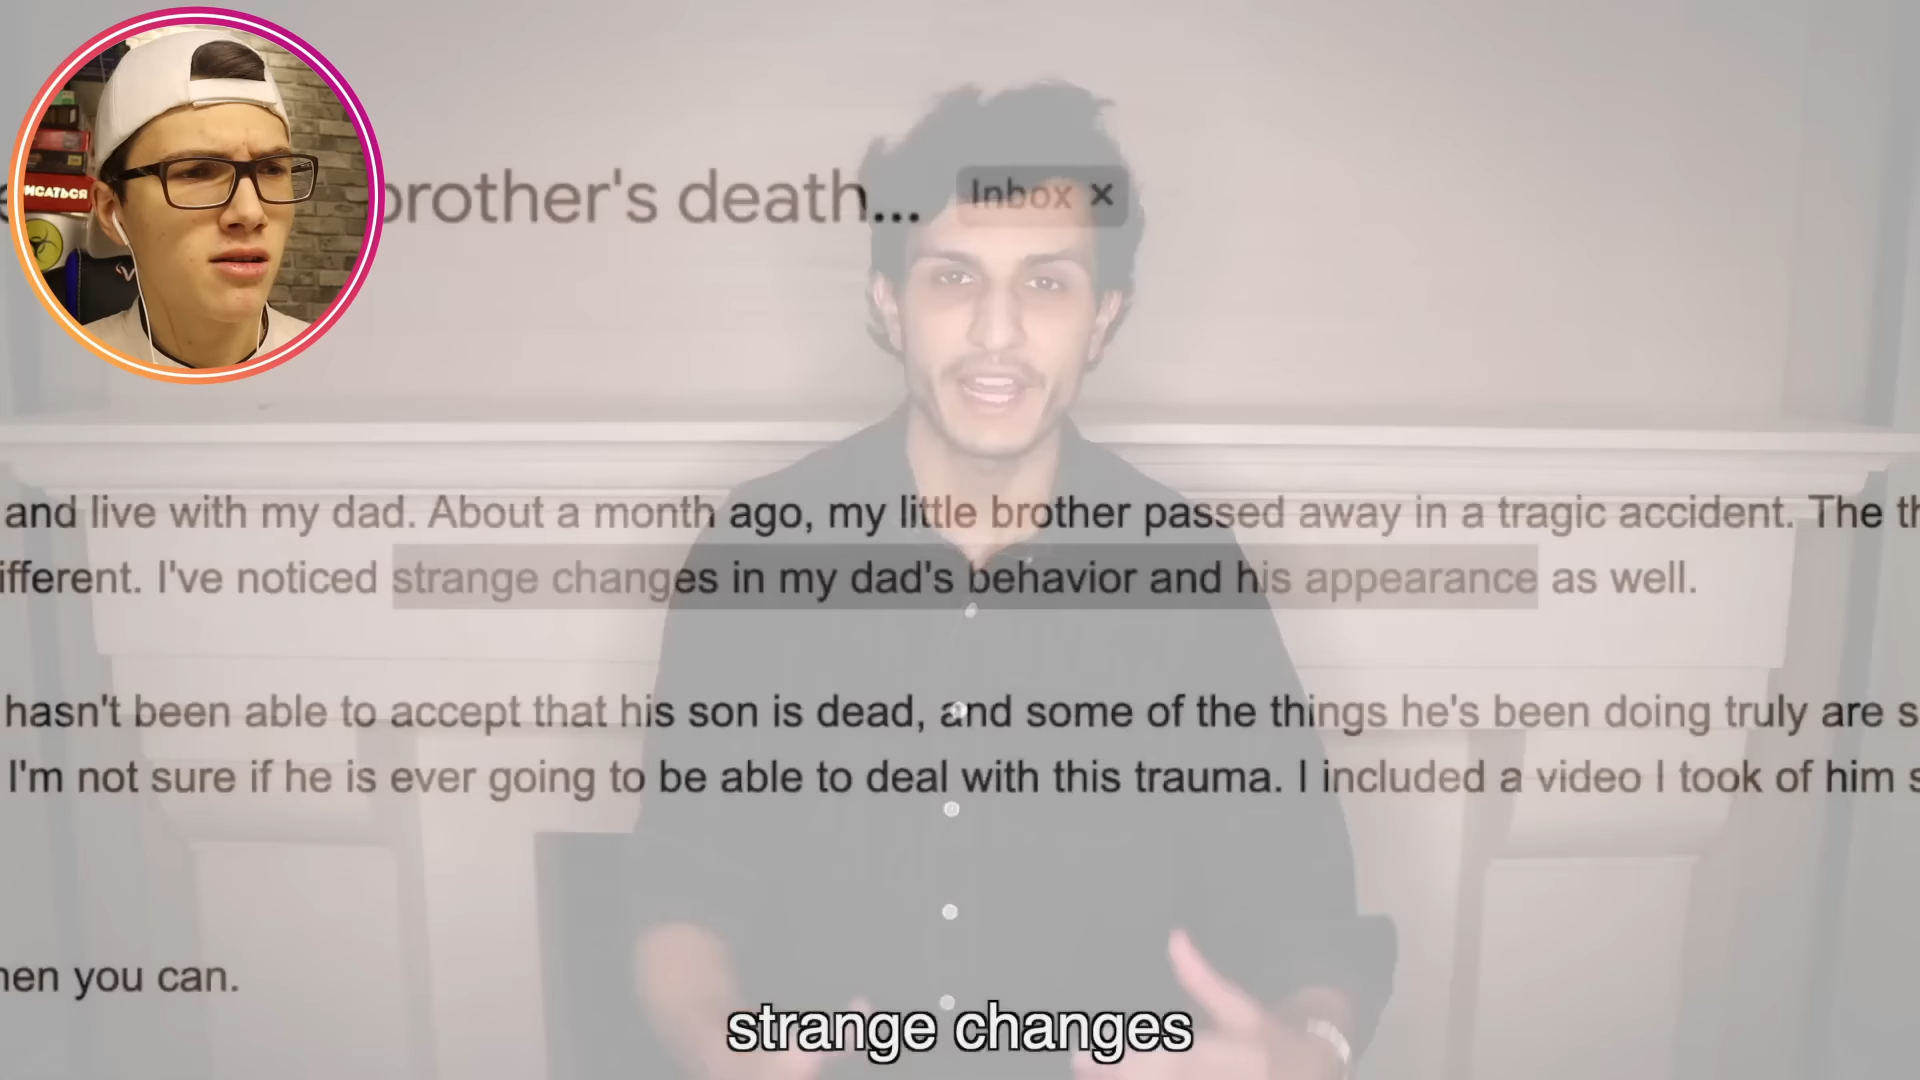 brother's death...
Inbox ×
ИСАТЬСЯ
and live with my dad. About a month ago, my little brother passed away in a tragic accident. The th
ifferent. I've noticed strange changes in my dad's behavior and his appearance as well.
hasn't been able to accept that his son is dead, and some of the things he's been doing truly are s
I'm not sure if he is ever going to be able to deal with this trauma. I included a video I took of him s
hen you can.
strange changes